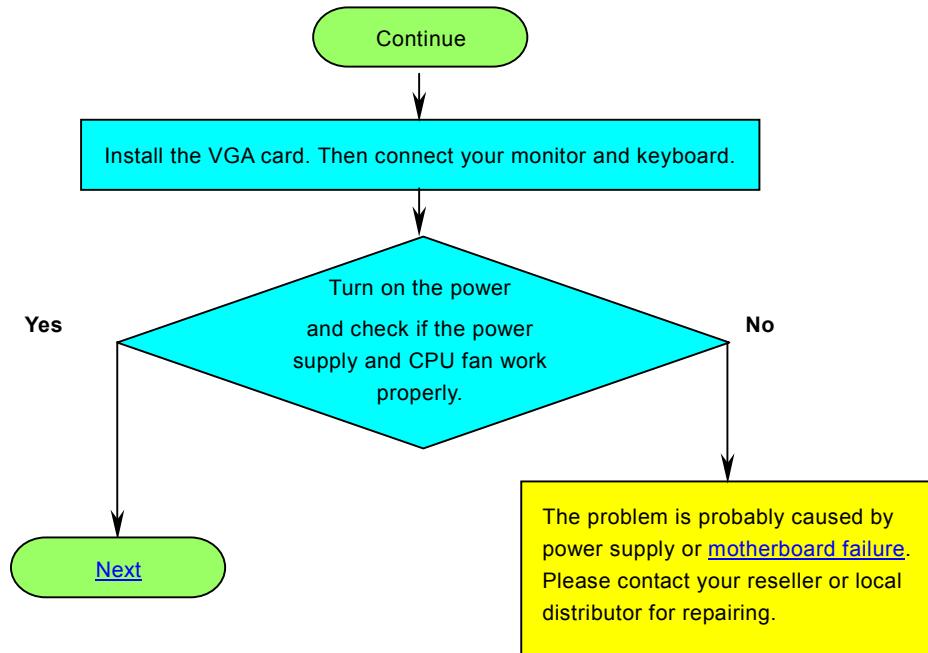 Continue
Install the VGA card. Then connect your monitor and keyboard.
Turn on the power
and check if the power
supply and CPU fan work
properly.
Yes
No
Next
The problem is probably caused by
power supply or motherboard failure.
Please contact your reseller or local
distributor for repairing.